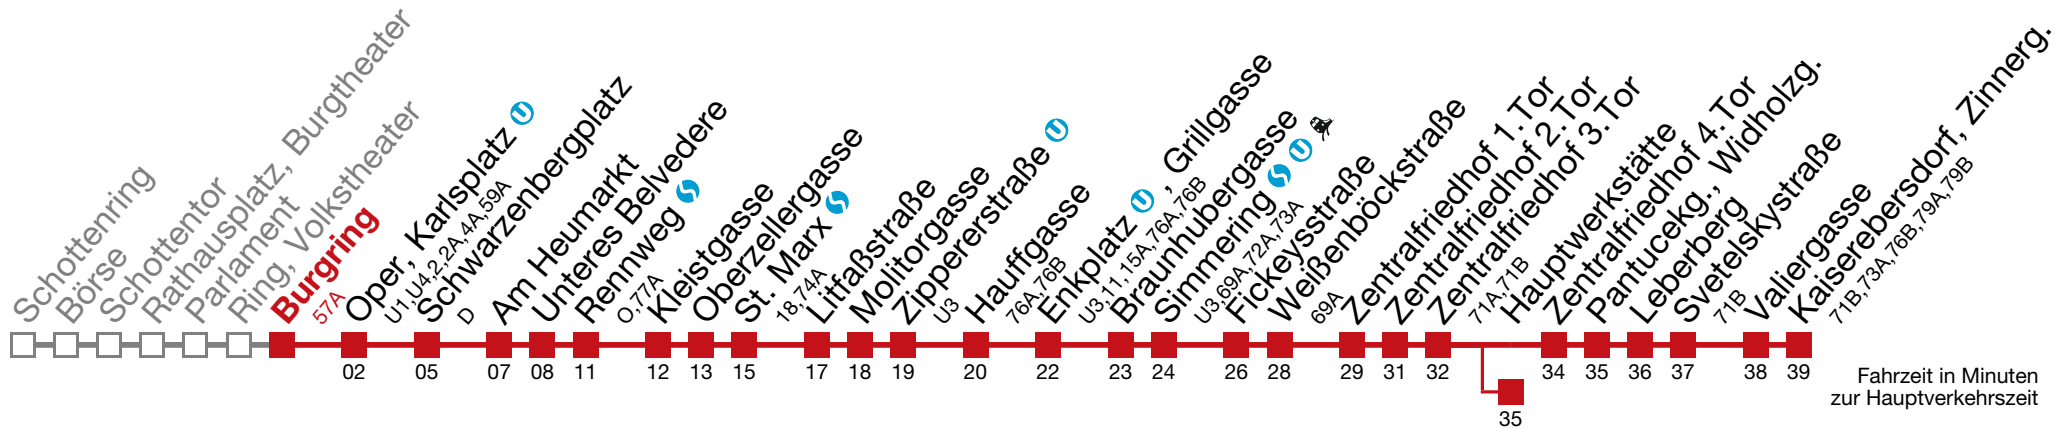 Schottenring
Börse
Schottentor
Rathausplatz, Burgtheater
Parlament
Ring, Volkstheater
Burgring
57A
Oper, Karlsplatz U
U1,U4,2,2A,4A,59A
Schwarzenbergplatz
D
Am Heumarkt
Unteres Belvedere
Rennweg S
O,77A
Kleistgasse
Oberzellergasse
St. Marx S
18,74A
Litfaßstraße
Molitorgasse
Zippererstraße U
U3
Hauffgasse
76A,76B
Enkplatz U , Grillgasse
U3,11,15A,76A,76B
Braunhubergasse
Simmering S U
U3,69A,72A,73A
Fickeysstraße
Weißenböckstraße
69A
Zentralfriedhof 1.Tor
Zentralfriedhof 2.Tor
Zentralfriedhof 3.Tor
71A,71B
Hauptwerkstätte
Zentralfriedhof 4.Tor
Pantucekg., Widholzg.
Leberberg
Svetelskystraße
71B
Valiergasse
Kaiserebersdorf, Zinnerg.
71B,73A,76B,79A,79B
02 05 07 08 11 12 13 15 17 18 19 20 22 23 24 26 28 29 31 32 34 35 36 37 38 39
35
Fahrzeit in Minuten
zur Hauptverkehrszeit